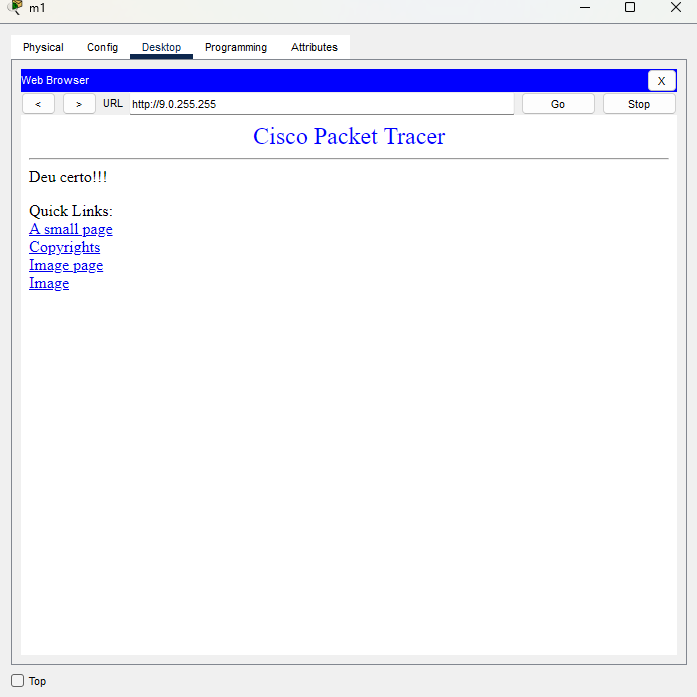 m1
Physical Config Desktop Programming Attributes
Web Browser X
< > URL http://9.0.255.255 Go Stop
Cisco Packet Tracer
Deu certo!!!
Quick Links:
A small page
Copyrights
Image page
Image
Top